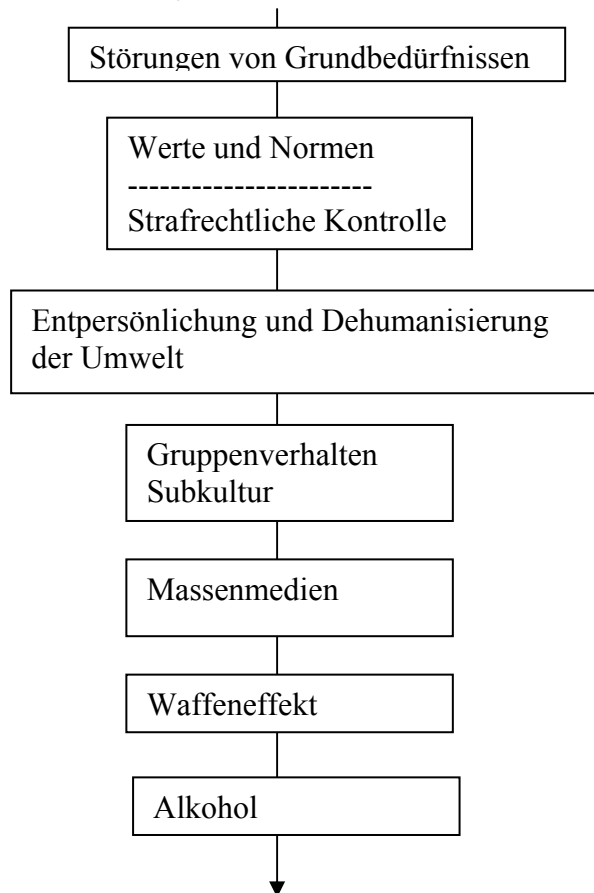 Störungen von Grundbedürfnissen
Werte und Normen
-----------------------
Strafrechtliche Kontrolle
Entpersönlichung und Dehumanisierung
der Umwelt
Gruppenverhalten
Subkultur
Massenmedien
Waffeneffekt
Alkohol